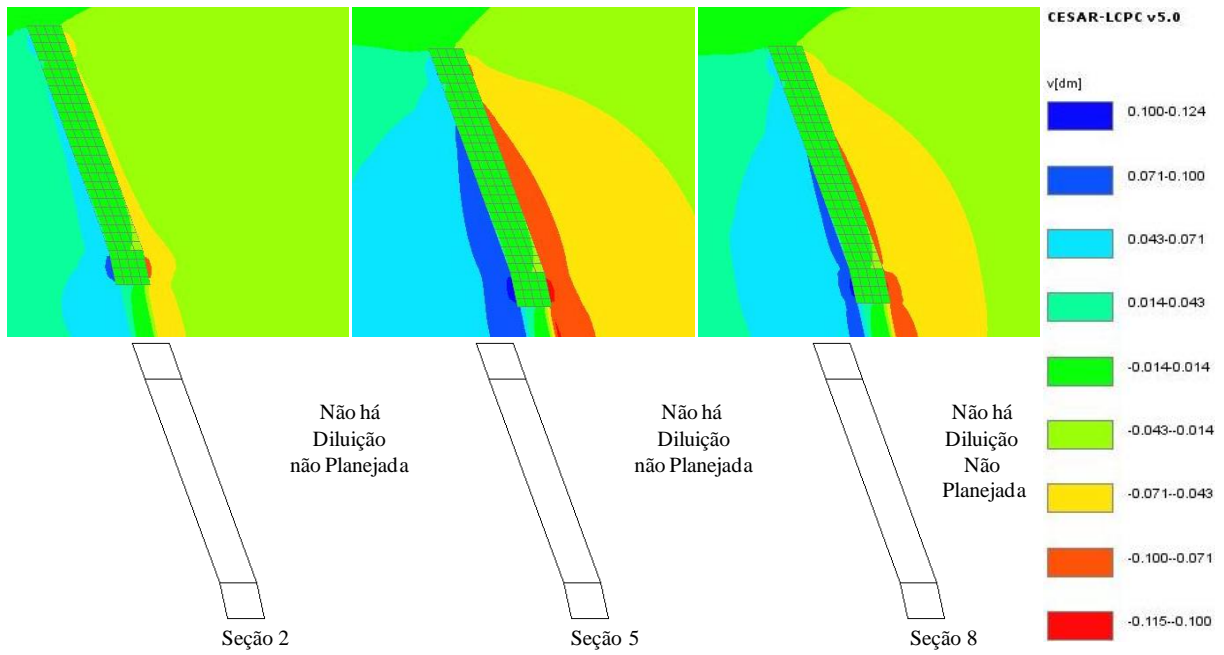 CESAR-LCPC v5.0
v[dm]
0.100-0.124
0.071-0.100
0.043-0.071
0.014-0.043
-0.014-0.014
-0.043--0.014
-0.071--0.043
-0.100--0.071
-0.115--0.100
Não há
Diluição
não Planejada
Seção 2
Não há
Diluição
não Planejada
Seção 5
Não há
Diluição
Não
Planejada
Seção 8